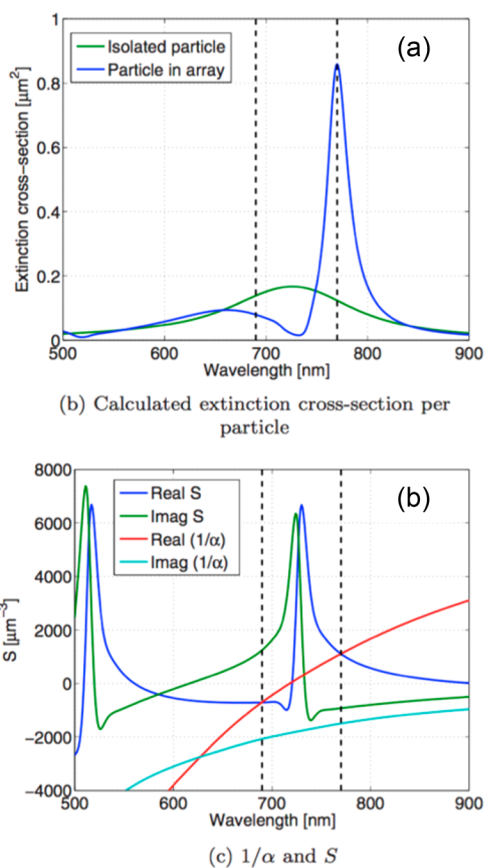 1
0.8
0.6
0.4
0.2
0
Extinction cross−section [μm²]
Isolated particle
Particle in array
(a)
500
600
700
800
900
Wavelength [nm]
(b) Calculated extinction cross-section per
particle
8000
6000
4000
2000
0
−2000
−4000
S [μm⁻³]
Real S
Imag S
Real (1/α)
Imag (1/α)
(b)
500
600
700
800
900
Wavelength [nm]
(c) 1/α and S